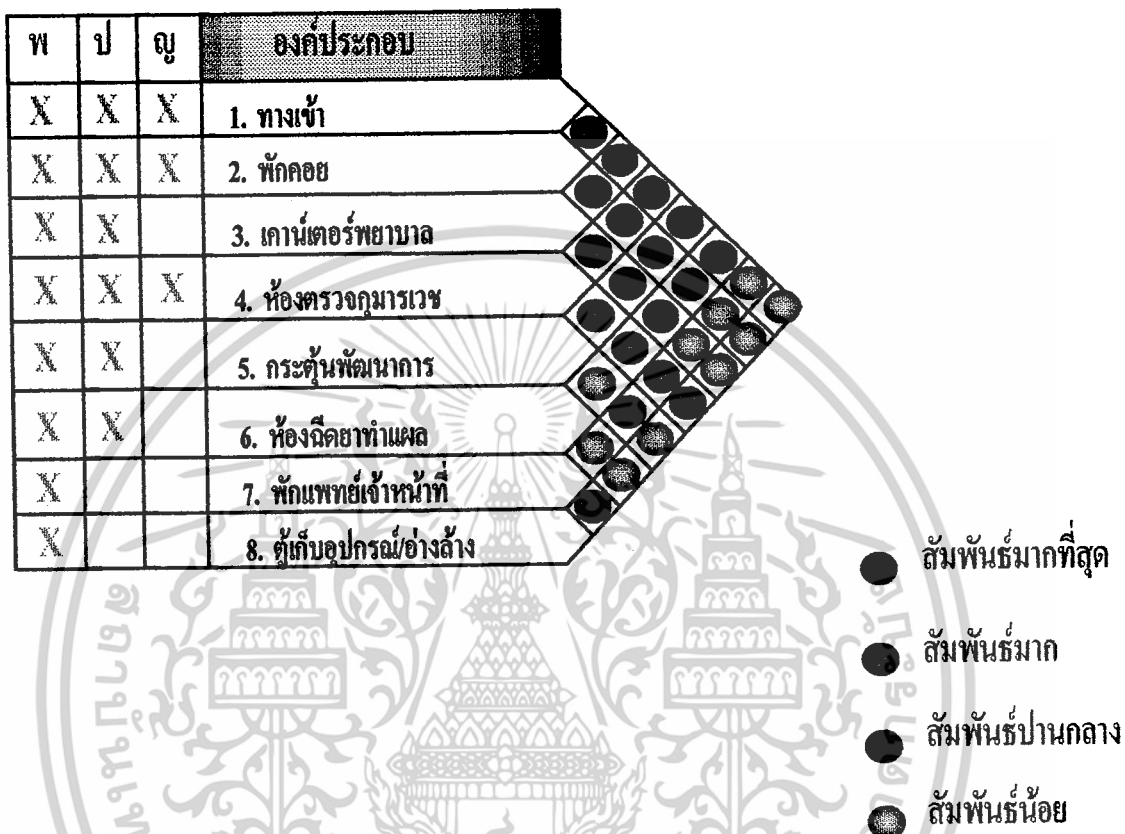 พ ป ญ องค์ประกอบ
X X X 1. ทางเข้า
X X X 2. พักคอย
X X 3. เคาน์เตอร์พยาบาล
X X X 4. ห้องตรวจกุมารเวช
X X 5. กระตุ้นพัฒนาการ
X X 6. ห้องฉีดยาทำแผล
X 7. พักแพทย์เจ้าหน้าที่
X 8. ตู้เก็บอุปกรณ์/อ่างล้าง
สัมพันธ์มากที่สุด
สัมพันธ์มาก
สัมพันธ์ปานกลาง
สัมพันธ์น้อย